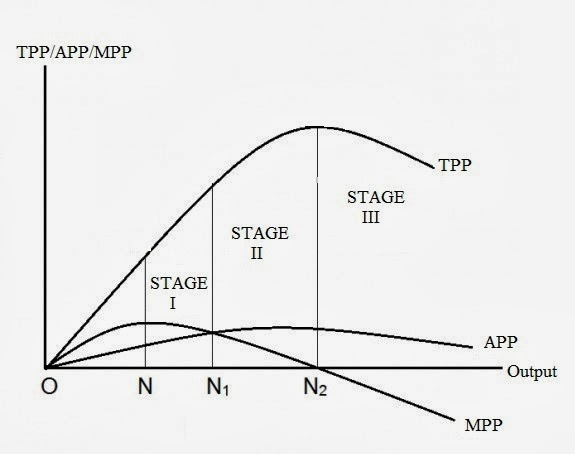 TPP/APP/MPP
TPP
STAGE
III
STAGE
II
STAGE
I
APP
Output
O
N
N1
N2
MPP